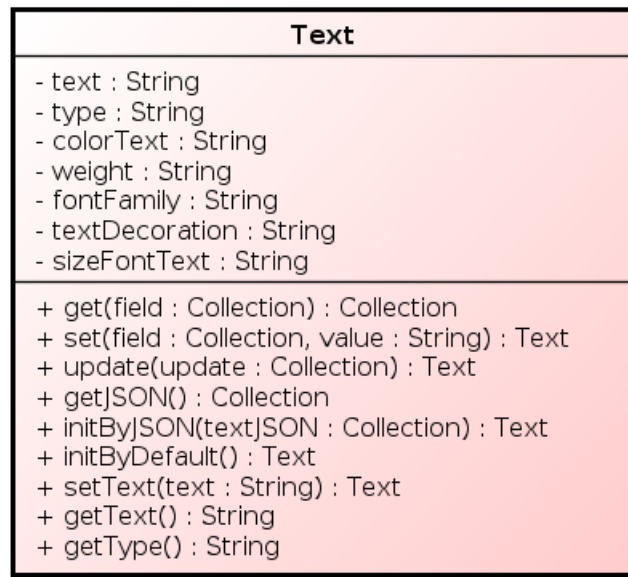 Text
- text : String
- type : String
- colorText : String
- weight : String
- fontFamily : String
- textDecoration : String
- sizeFontText : String
+ get(field : Collection) : Collection
+ set(field : Collection, value : String) : Text
+ update(update : Collection) : Text
+ getJSON() : Collection
+ initByJSON(textJSON : Collection) : Text
+ initByDefault() : Text
+ setText(text : String) : Text
+ getText() : String
+ getType() : String